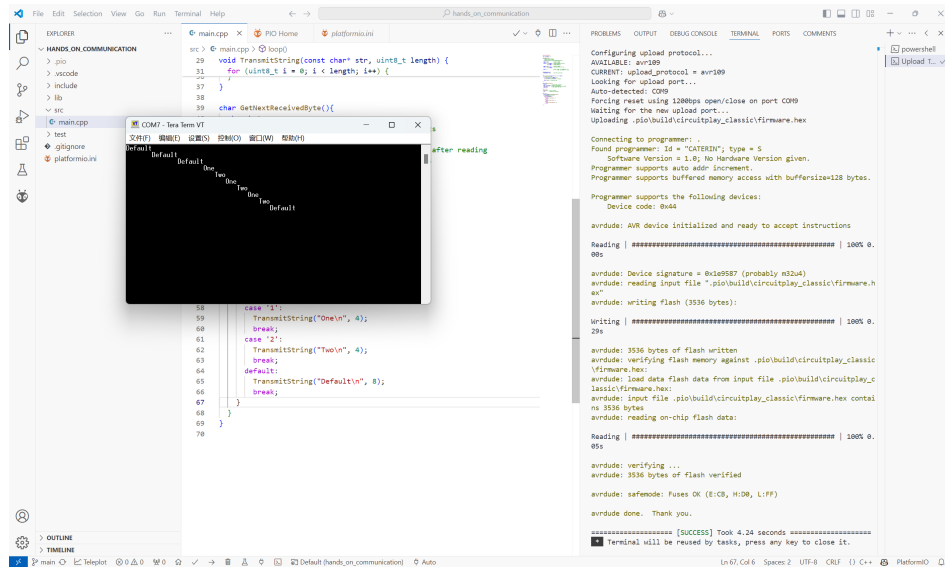 File Edit Selection View Go Run Terminal Help
hands_on_communication
EXPLORER
HANDS_ON_COMMUNICATION
.pio
.vscode
include
lib
src
main.cpp
test
.gitignore
platformio.ini
OUTLINE
TIMELINE
main.cpp PIO Home platformio.ini
src > main.cpp > loop()
29 void TransmitString(const char* str, uint8_t length) {
31 for (uint8_t i = 0; i < length; i++) {
37 }
38
39 char GetNextReceivedByte(){
after reading
COM7 - Tera Term VT
文件(F) 编辑(E) 设置(S) 控制(O) 窗口(W) 帮助(H)
Default
Default
Default
One
Two
One
Two
One
Two
Default
58 case '1':
59 TransmitString("One\n", 4);
60 break;
61 case '2':
62 TransmitString("Two\n", 4);
63 break;
64 default:
65 TransmitString("Default\n", 8);
66 break;
67 }
68 }
69 }
70
PROBLEMS OUTPUT DEBUG CONSOLE TERMINAL PORTS COMMENTS
powershell
Upload 1...
Configuring upload protocol...
AVAILABLE: avr109
CURRENT: upload_protocol = avr109
Looking for upload port...
Auto-detected: COM9
Forcing reset using 1200bps open/close on port COM9
Waiting for the new upload port...
Uploading .pio\build\circuitplay_classic\firmware.hex
Connecting to programmer: .
Found programmer: Id = "CATERIN"; type = S
Software Version = 1.0; No Hardware Version given.
Programmer supports auto addr increment.
Programmer supports buffered memory access with buffersize=128 bytes.
Programmer supports the following devices:
Device code: 0x44
avrdude: AVR device initialized and ready to accept instructions
Reading | ################################################## | 100% 0.
00s
avrdude: Device signature = 0x1e9587 (probably m32u4)
avrdude: reading input file ".pio\build\circuitplay_classic\firmware.h
ex"
avrdude: writing flash (3536 bytes):
Writing | ################################################## | 100% 0.
29s
avrdude: 3536 bytes of flash written
avrdude: verifying flash memory against .pio\build\circuitplay_classic
\firmware.hex:
avrdude: load data flash data from input file .pio\build\circuitplay_c
lassic\firmware.hex:
avrdude: input file .pio\build\circuitplay_classic\firmware.hex contai
ns 3536 bytes
avrdude: reading on-chip flash data:
Reading | ################################################## | 100% 0.
05s
avrdude: verifying ...
avrdude: 3536 bytes of flash verified
avrdude: safemode: Fuses OK (E:CB, H:D0, L:FF)
avrdude done. Thank you.
==================== [SUCCESS] Took 4.24 seconds ====================
* Terminal will be reused by tasks, press any key to close it.
main Teleplot 0 0 0 Default (hands_on_communication) Auto
Ln 67, Col 6 Spaces: 2 UTF-8 CRLF {} C++ PlatformIO